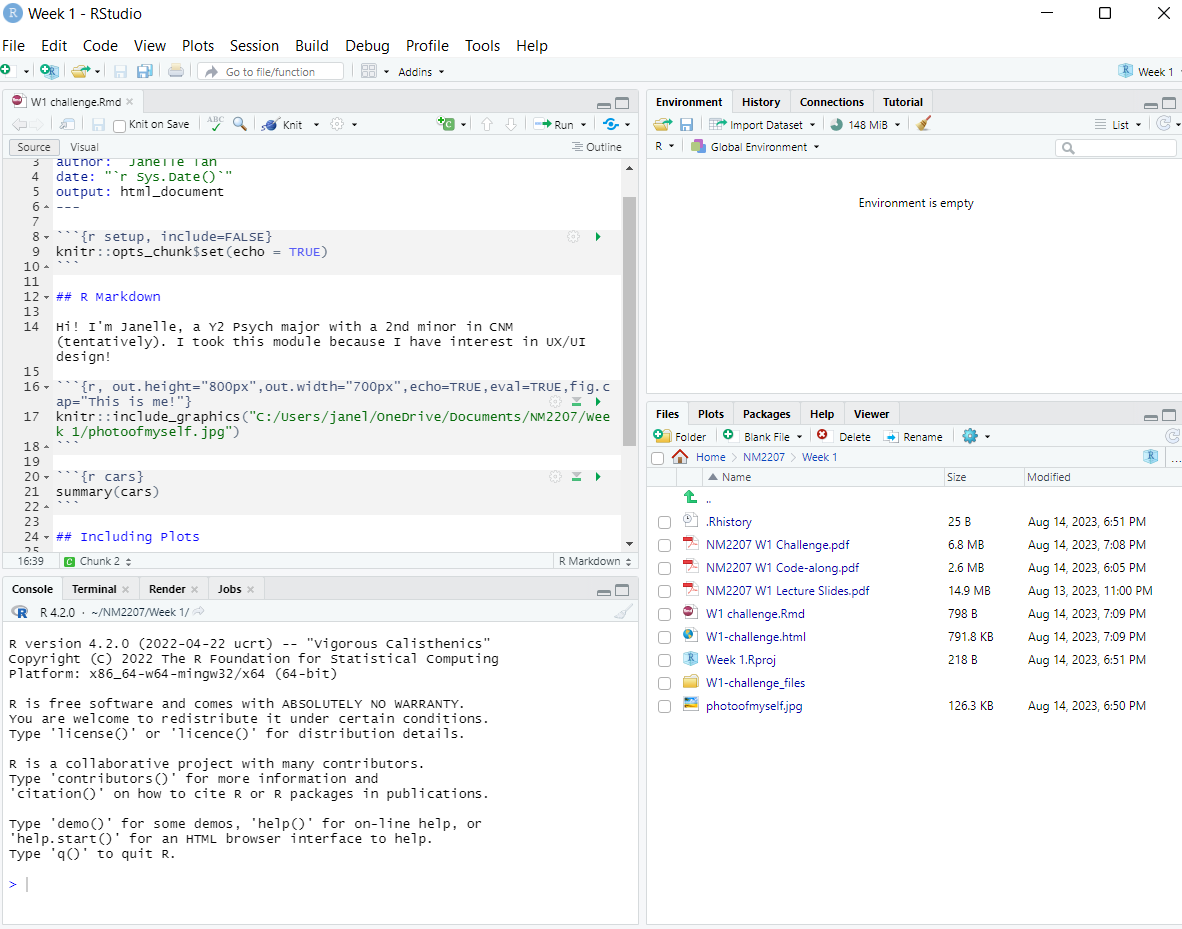 Week 1 - RStudio
File Edit Code View Plots Session Build Debug Profile Tools Help
Go to file/function Addins Week 1
W1 challenge.Rmd
Knit on Save ABC Knit Run
Source Visual Outline
3 author: "Janelle Tan"
4 date: "`r Sys.Date()`"
5 output: html_document
6 ---
7
8 ```{r setup, include=FALSE}
9 knitr::opts_chunk$set(echo = TRUE)
10 ```
11
12 ## R Markdown
13
14 Hi! I'm Janelle, a Y2 Psych major with a 2nd minor in CNM
(tentatively). I took this module because I have interest in UX/UI
design!
15
16 ```{r, out.height="800px",out.width="700px",echo=TRUE,eval=TRUE,fig.c
ap="This is me!"}
17 knitr::include_graphics("C:/Users/janel/OneDrive/Documents/NM2207/Wee
k 1/photoofmyself.jpg")
18 ```
19
20 ```{r cars}
21 summary(cars)
22 ```
23
24 ## Including Plots
25
16:39 Chunk 2 R Markdown
Console Terminal Render Jobs
R 4.2.0 · ~/NM2207/Week 1/
R version 4.2.0 (2022-04-22 ucrt) -- "Vigorous Calisthenics"
Copyright (C) 2022 The R Foundation for Statistical Computing
Platform: x86_64-w64-mingw32/x64 (64-bit)
R is free software and comes with ABSOLUTELY NO WARRANTY.
You are welcome to redistribute it under certain conditions.
Type 'license()' or 'licence()' for distribution details.
R is a collaborative project with many contributors.
Type 'contributors()' for more information and
'citation()' on how to cite R or R packages in publications.
Type 'demo()' for some demos, 'help()' for on-line help, or
'help.start()' for an HTML browser interface to help.
Type 'q()' to quit R.
>
Environment History Connections Tutorial
Import Dataset 148 MiB List
R Global Environment
Environment is empty
Files Plots Packages Help Viewer
Folder Blank File Delete Rename
Home NM2207 Week 1 ...
Name Size Modified
..
.Rhistory 25 B Aug 14, 2023, 6:51 PM
NM2207 W1 Challenge.pdf 6.8 MB Aug 14, 2023, 7:08 PM
NM2207 W1 Code-along.pdf 2.6 MB Aug 14, 2023, 6:05 PM
NM2207 W1 Lecture Slides.pdf 14.9 MB Aug 13, 2023, 11:00 PM
W1 challenge.Rmd 798 B Aug 14, 2023, 7:09 PM
W1-challenge.html 791.8 KB Aug 14, 2023, 7:09 PM
Week 1.Rproj 218 B Aug 14, 2023, 6:51 PM
W1-challenge_files
photoofmyself.jpg 126.3 KB Aug 14, 2023, 6:50 PM